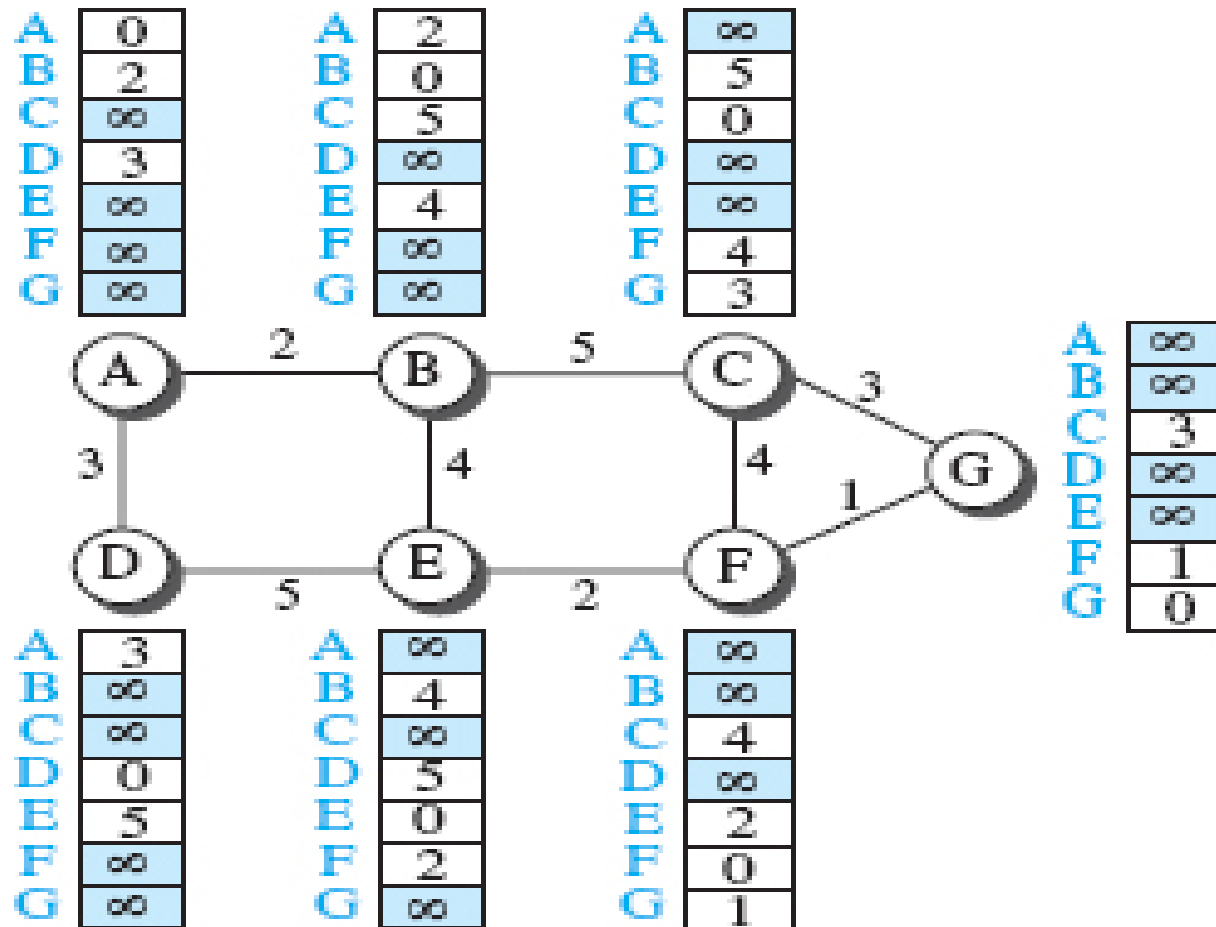 A 0 A 2 A ∞
B 2 B 0 B 5
C ∞ C 5 C 0
D 3 D ∞ D ∞
E ∞ E 4 E ∞
F ∞ F ∞ F 4
G ∞ G ∞ G 3
2 5
A B C
3
3 4 4
G
1
D E F
5 2
A ∞
B ∞
C 3
D ∞
E ∞
F 1
G 0
A 3 A ∞ A ∞
B ∞ B 4 B ∞
C ∞ C ∞ C 4
D 0 D 5 D ∞
E 5 E 0 E 2
F ∞ F 2 F 0
G ∞ G ∞ G 1